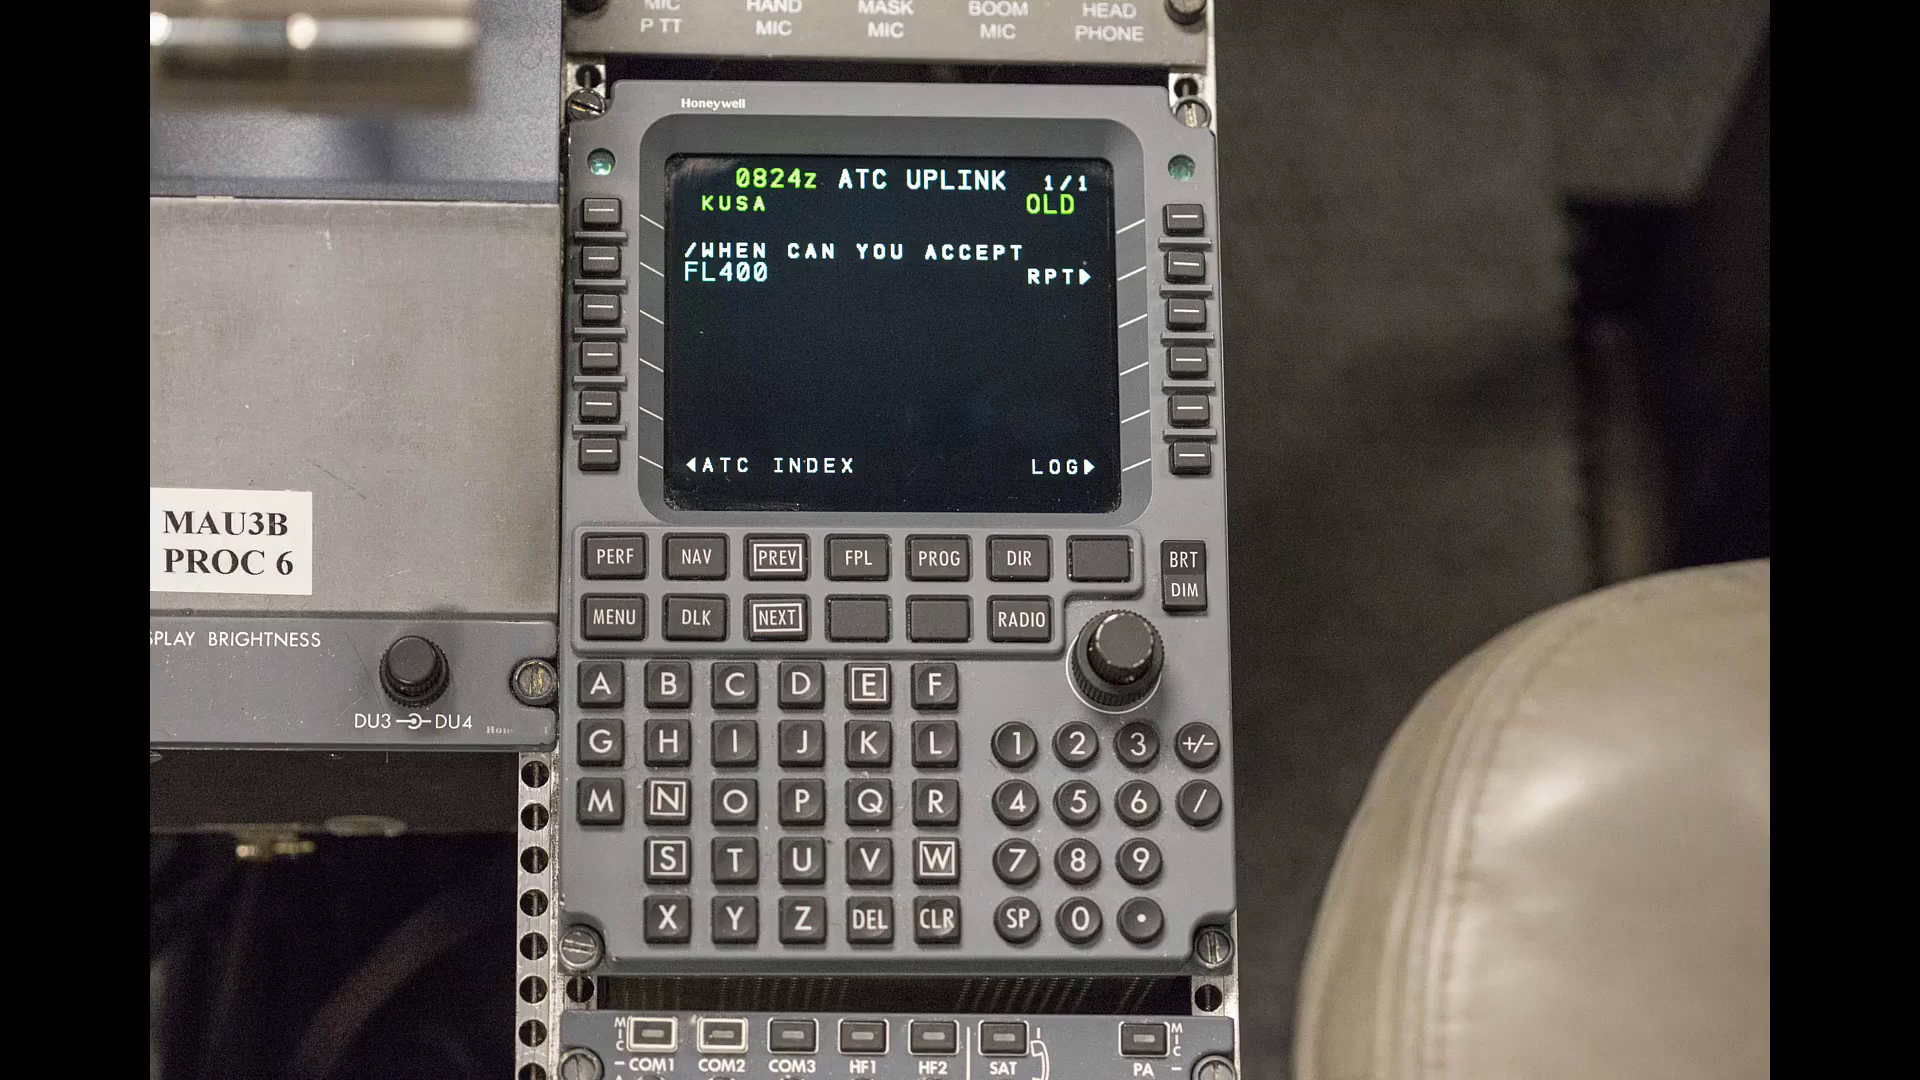 MIC HAND MASK BOOM HEAD
P TT MIC MIC MIC PHONE
Honeywell
0824z ATC UPLINK 1/1
KUSA OLD
/WHEN CAN YOU ACCEPT
FL400 RPT
ATC INDEX LOG
MAU3B
PROC 6
PERF NAV PREV FPL PROG DIR
BRT
DIM
MENU DLK NEXT RADIO
SPLAY BRIGHTNESS
DU3 DU4
A B C D E F
G H I J K L 1 2 3 +/-
M N O P Q R 4 5 6 /
S T U V W 7 8 9
X Y Z DEL CLR SP 0 •
MIC MIC
COM1 COM2 COM3 HF1 HF2 SAT PA